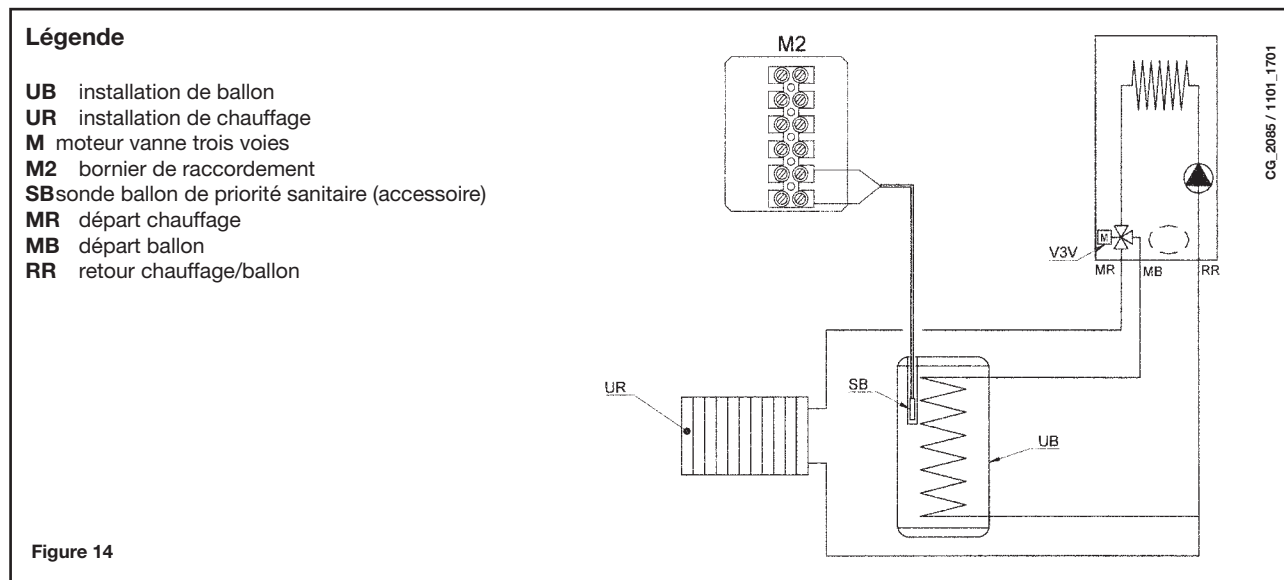 Légende
UB installation de ballon
UR installation de chauffage
M moteur vanne trois voies
M2 bornier de raccordement
SBsonde ballon de priorité sanitaire (accessoire)
MR départ chauffage
MB départ ballon
RR retour chauffage/ballon
M2
M
V3V
MR
MB
RR
UR
SB
UB
CG_2085 / 1101_1701
Figure 14